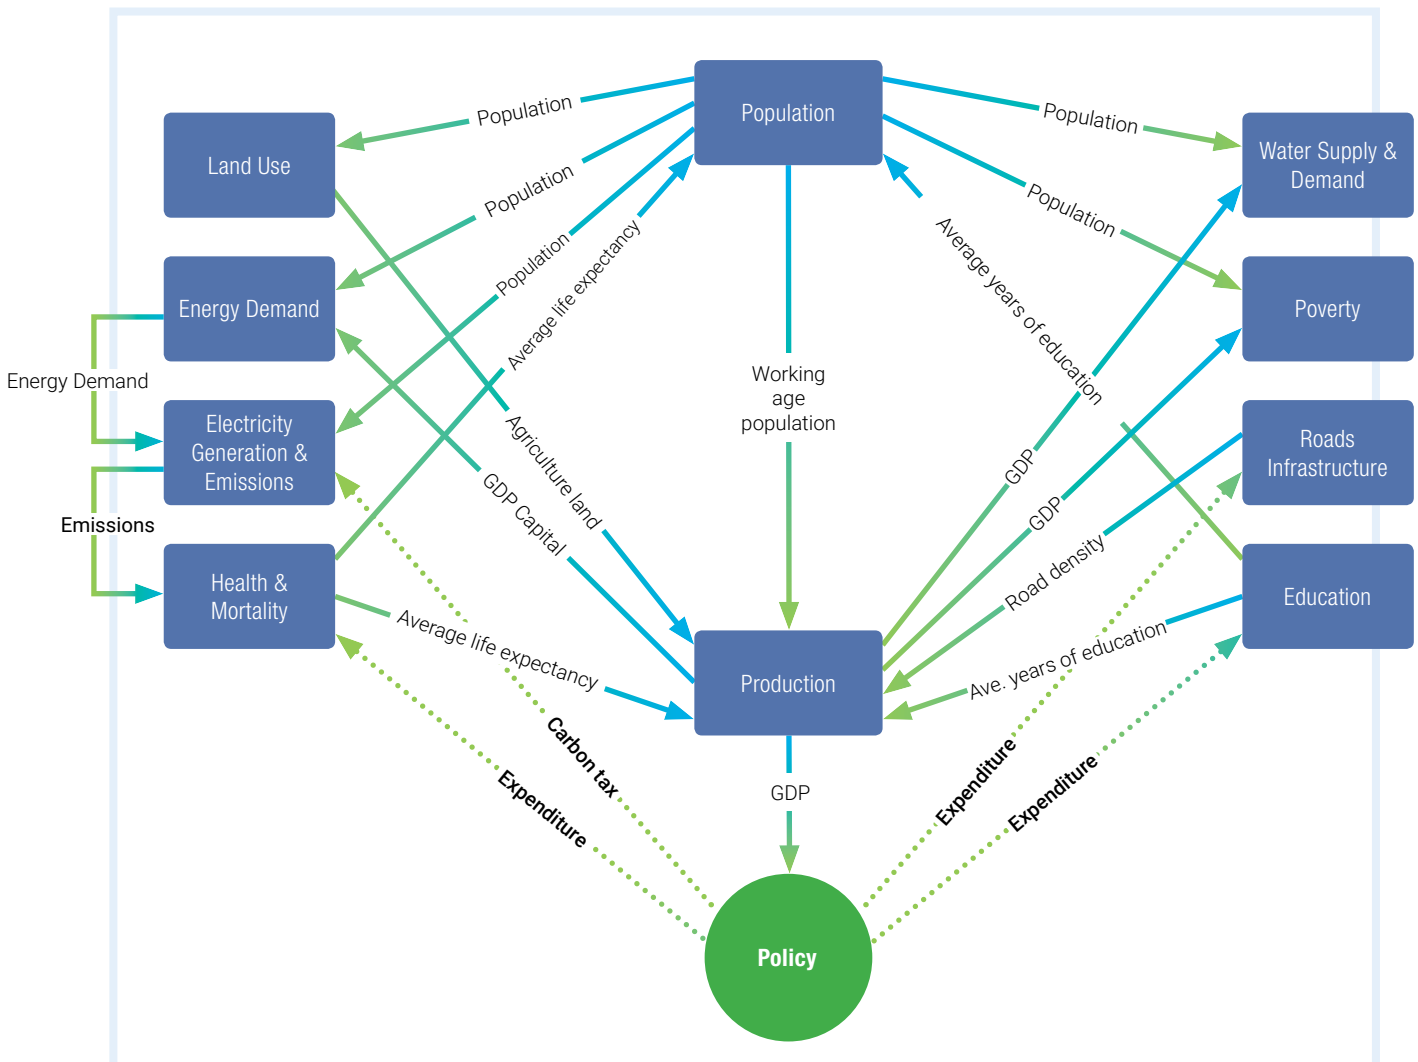 Population
Population
Population
Land Use
Water Supply &
Demand
Population
Population
Population
Average life expectancy
Average years of education
Energy Demand
Poverty
Energy Demand
Working
age
population
Electricity
Generation &
Emissions
Agriculture land
GDP Capital
GDP
GDP
Roads
Infrastructure
Emissions
Road density
Health &
Mortality
Education
Average life expectancy
Ave. years of education
Production
Carbon tax
Expenditure
GDP
Expenditure
Expenditure
Policy